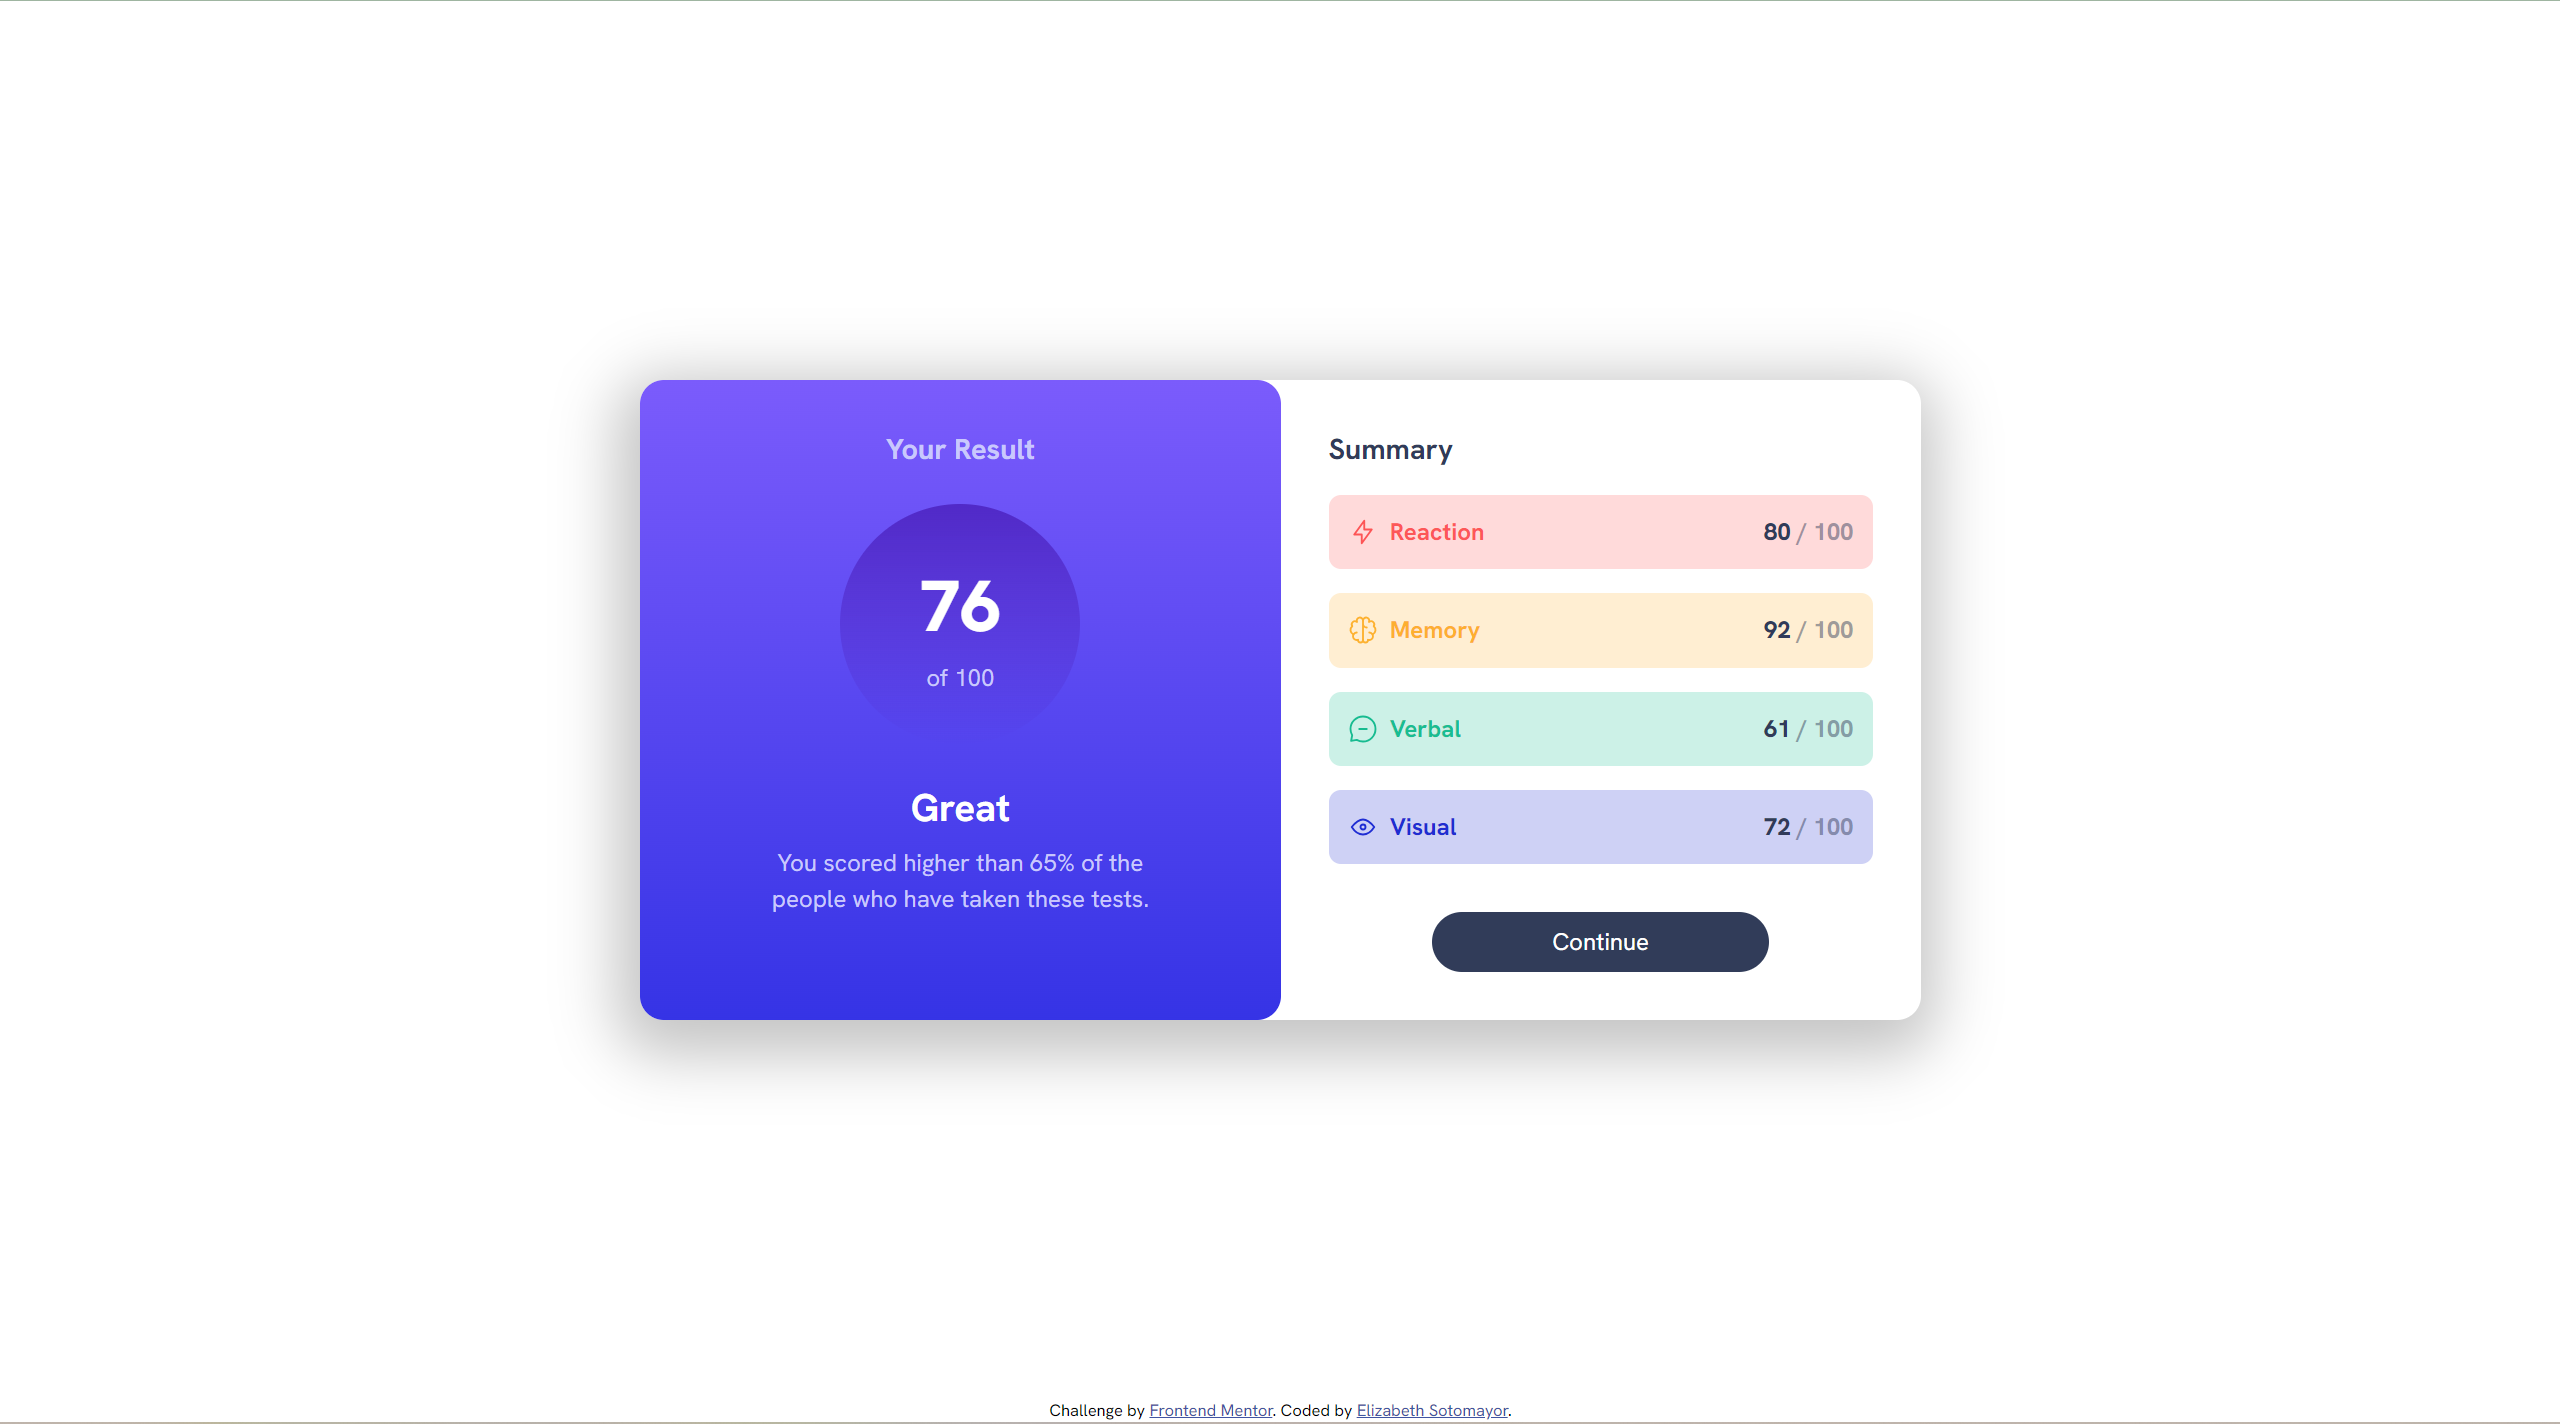 Your Result
76
of 100
Great
You scored higher than 65% of the
people who have taken these tests.
Summary
Reaction 80 / 100
Memory 92 / 100
Verbal 61 / 100
Visual 72 / 100
Continue
Challenge by Frontend Mentor. Coded by Elizabeth Sotomayor.